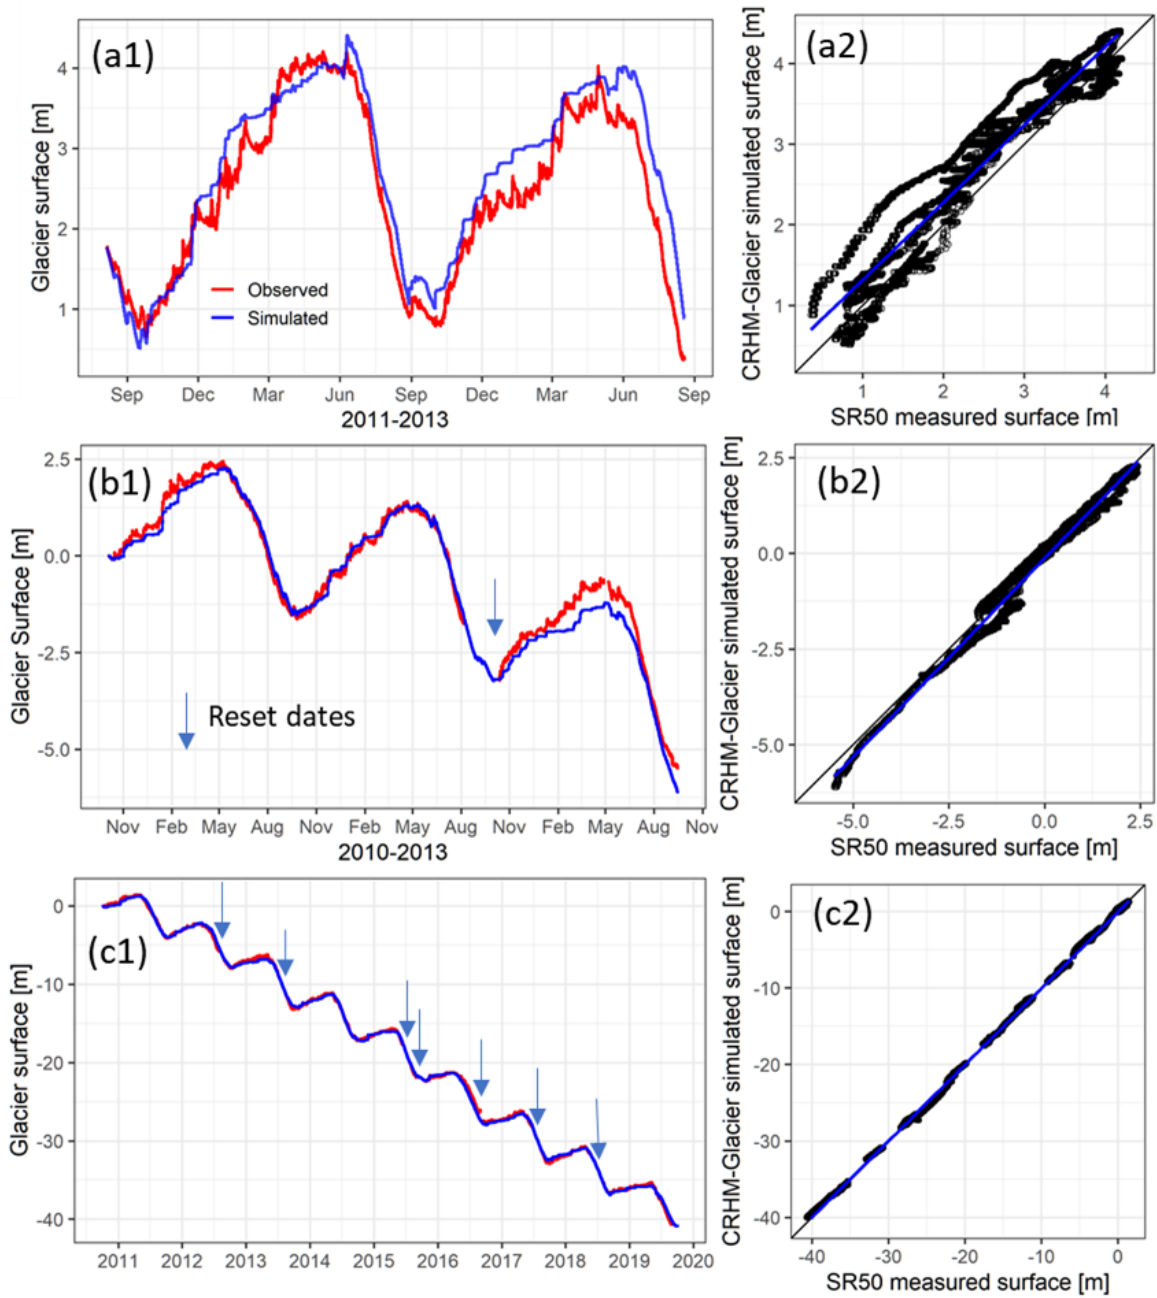 (a1)
Glacier surface [m]
4
3
2
1
Observed
Simulated
Sep Dec Mar Jun Sep Dec Mar Jun Sep
2011-2013
(a2)
CRHM-Glacier simulated surface [m]
4
3
2
1
1 2 3 4
SR50 measured surface [m]
(b1)
Glacier Surface [m]
2.5
0.0
-2.5
-5.0
Reset dates
Nov Feb May Aug Nov Feb May Aug Nov Feb May Aug Nov
2010-2013
(b2)
CRHM-Glacier simulated surface [m]
2.5
0.0
-2.5
-5.0
-5.0 -2.5 0.0 2.5
SR50 measured surface [m]
(c1)
Glacier surface [m]
0
-10
-20
-30
-40
2011 2012 2013 2014 2015 2016 2017 2018 2019 2020
(c2)
CRHM-Glacier simulated surface [m]
0
-10
-20
-30
-40
-40 -30 -20 -10 0
SR50 measured surface [m]